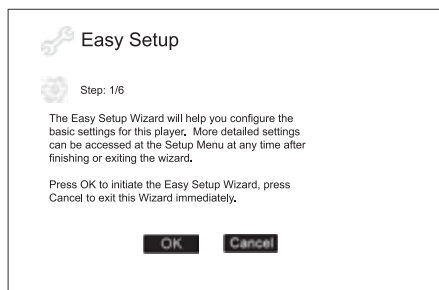 Easy Setup
Step: 1/6
The Easy Setup Wizard will help you configure the
basic settings for this player. More detailed settings
can be accessed at the Setup Menu at any time after
finishing or exiting the wizard.
Press OK to initiate the Easy Setup Wizard, press
Cancel to exit this Wizard immediately.
OK Cancel